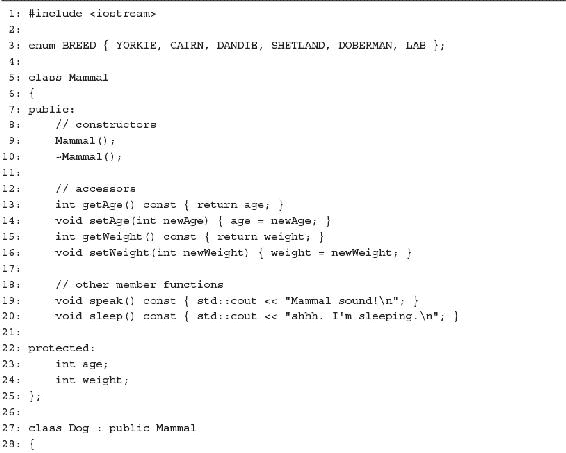 1: #include <iostream>
2:
3: enum BREED { YORKIE, CAIRN, DANDIE, SHETLAND, DOBERMAN, LAB };
4:
5: class Mammal
6: {
7: public:
8:     // constructors
9:     Mammal();
10:     ~Mammal();
11:
12:     // accessors
13:     int getAge() const { return age; }
14:     void setAge(int newAge) { age = newAge; }
15:     int getWeight() const { return weight; }
16:     void setWeight(int newWeight) { weight = newWeight; }
17:
18:     // other member functions
19:     void speak() const { std::cout << "Mammal sound!\n"; }
20:     void sleep() const { std::cout << "shhh. I'm sleeping.\n"; }
21:
22: protected:
23:     int age;
24:     int weight;
25: };
26:
27: class Dog : public Mammal
28: {